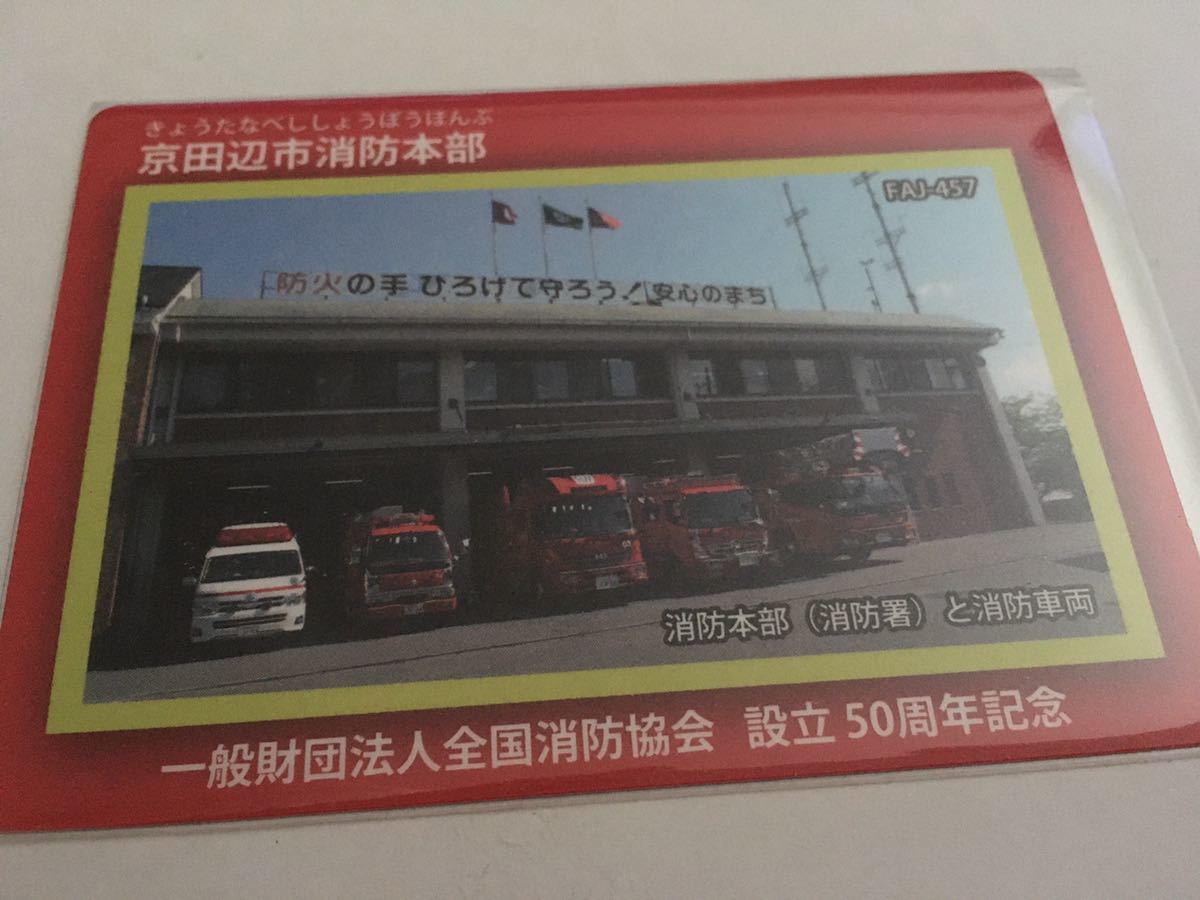 きょうたなべししょうぼうほんぶ
京田辺市消防本部
FAJ-457
防火の手 ひろげて守ろう！安心のまち
消防本部（消防署）と消防車両
一般財団法人全国消防協会 設立50周年記念